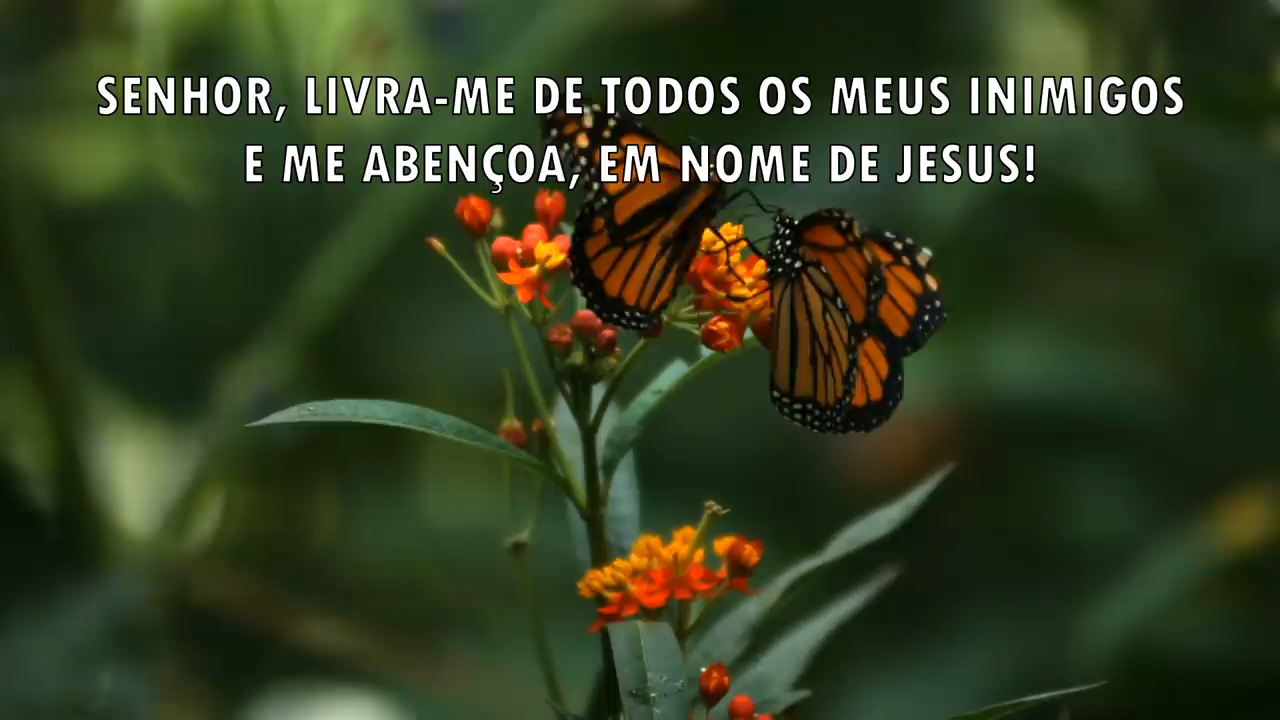 SENHOR, LIVRA-ME DE TODOS OS MEUS INIMIGOS
E ME ABENÇOA, EM NOME DE JESUS!